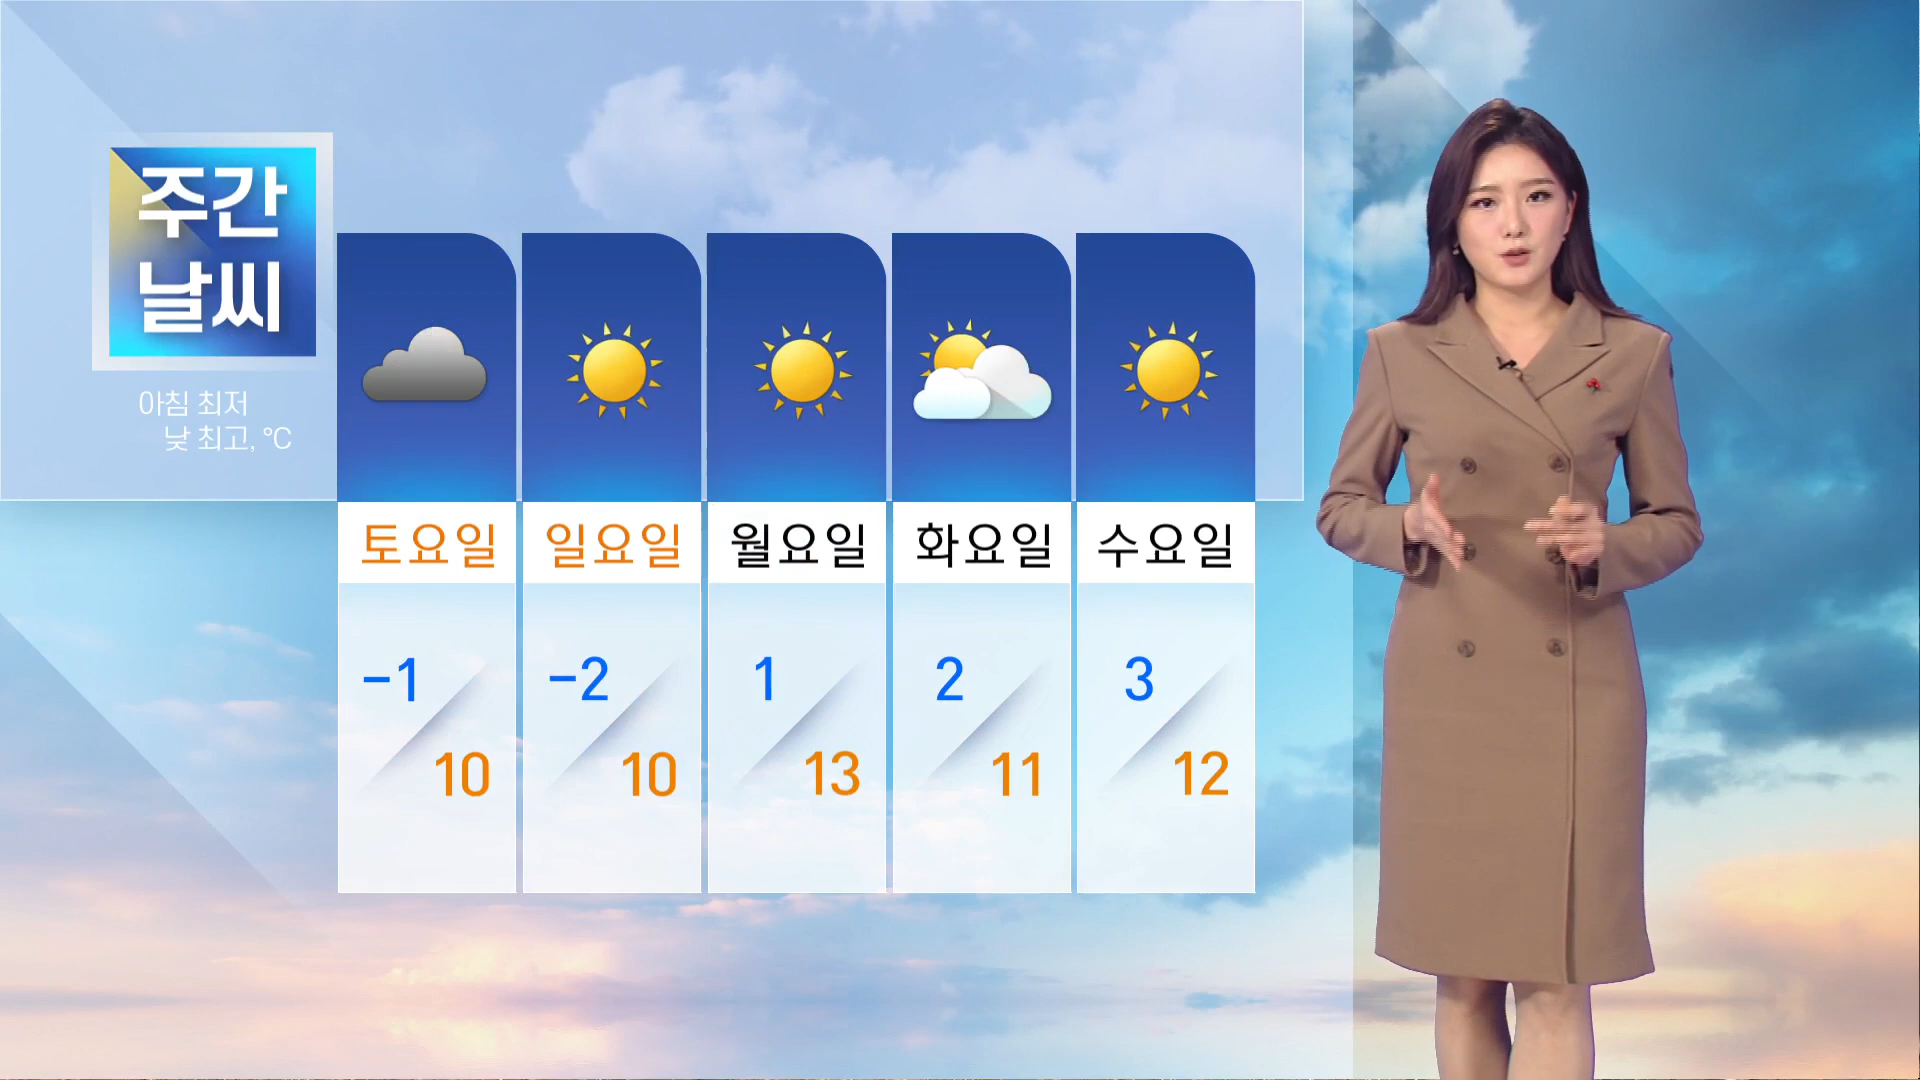 주간
날씨
아침 최저
낮 최고, ℃
토요일 일요일 월요일 화요일 수요일
-1 -2 1 2 3
10 10 13 11 12